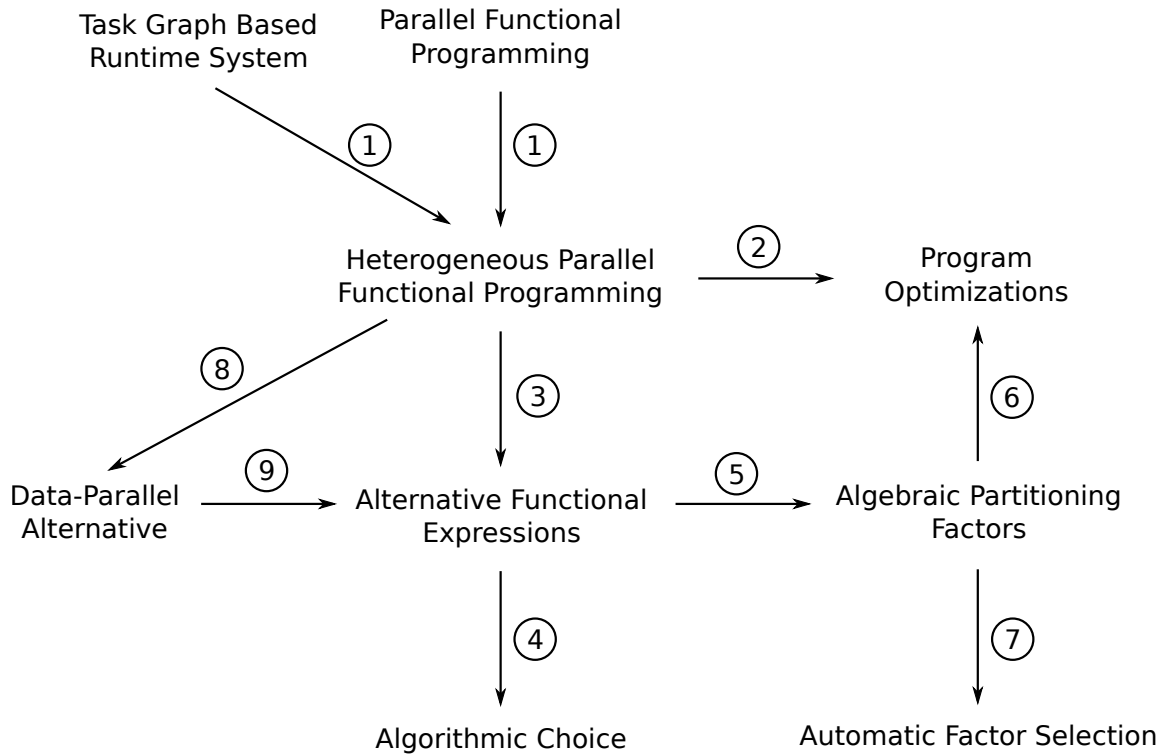 Task Graph Based
Runtime System
Parallel Functional
Programming
1
1
Heterogeneous Parallel
Functional Programming
2
Program
Optimizations
8
3
6
Data-Parallel
Alternative
9
Alternative Functional
Expressions
5
Algebraic Partitioning
Factors
4
7
Algorithmic Choice
Automatic Factor Selection